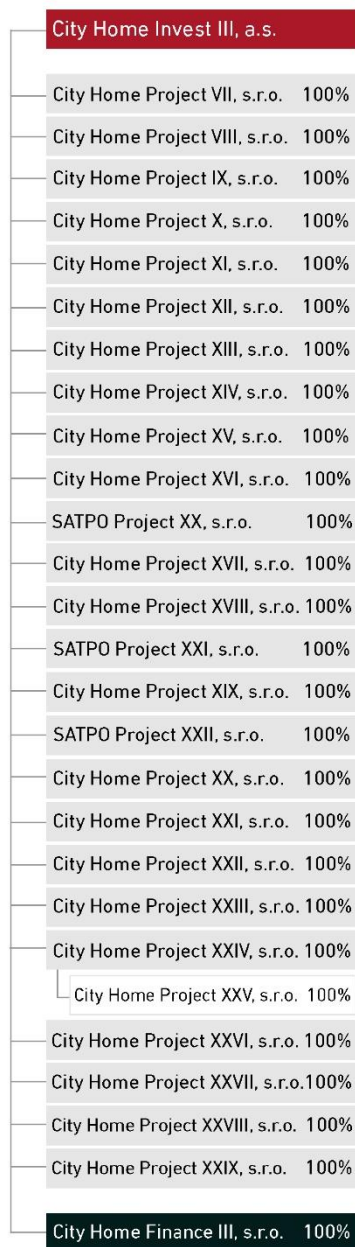 City Home Invest III, a.s.
City Home Project VII, s.r.o. 100%
City Home Project VIII, s.r.o. 100%
City Home Project IX, s.r.o. 100%
City Home Project X, s.r.o. 100%
City Home Project XI, s.r.o. 100%
City Home Project XII, s.r.o. 100%
City Home Project XIII, s.r.o. 100%
City Home Project XIV, s.r.o. 100%
City Home Project XV, s.r.o. 100%
City Home Project XVI, s.r.o. 100%
SATPO Project XX, s.r.o. 100%
City Home Project XVII, s.r.o. 100%
City Home Project XVIII, s.r.o. 100%
SATPO Project XXI, s.r.o. 100%
City Home Project XIX, s.r.o. 100%
SATPO Project XXII, s.r.o. 100%
City Home Project XX, s.r.o. 100%
City Home Project XXI, s.r.o. 100%
City Home Project XXII, s.r.o. 100%
City Home Project XXIII, s.r.o. 100%
City Home Project XXIV, s.r.o. 100%
City Home Project XXV, s.r.o. 100%
City Home Project XXVI, s.r.o. 100%
City Home Project XXVII, s.r.o.100%
City Home Project XXVIII, s.r.o. 100%
City Home Project XXIX, s.r.o. 100%
City Home Finance III, s.r.o. 100%